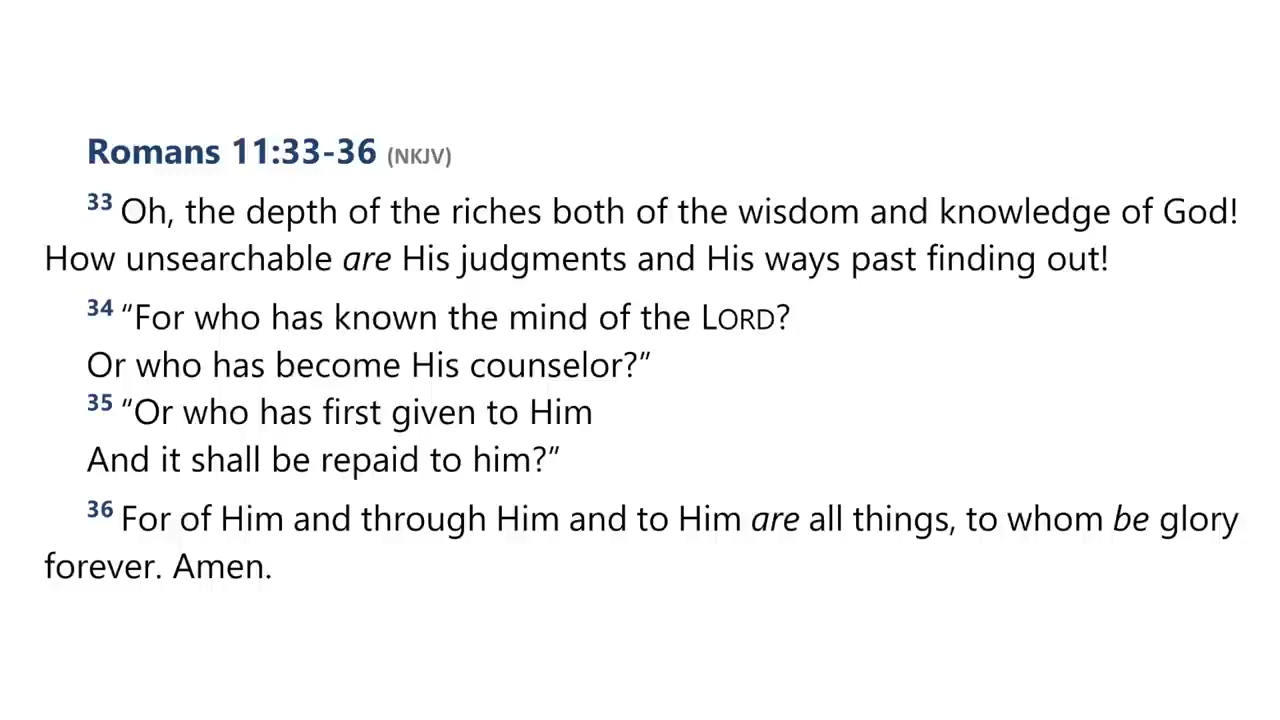 Romans 11:33-36 (NKJV)
33 Oh, the depth of the riches both of the wisdom and knowledge of God!
How unsearchable are His judgments and His ways past finding out!
34 “For who has known the mind of the LORD?
Or who has become His counselor?”
35 “Or who has first given to Him
And it shall be repaid to him?”
36 For of Him and through Him and to Him are all things, to whom be glory
forever. Amen.